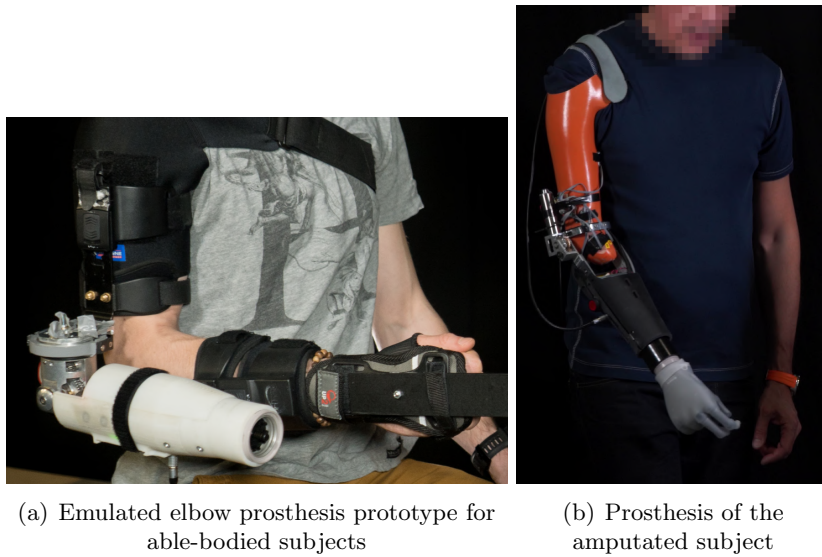 (a) Emulated elbow prosthesis prototype for
able-bodied subjects
(b) Prosthesis of the
amputated subject